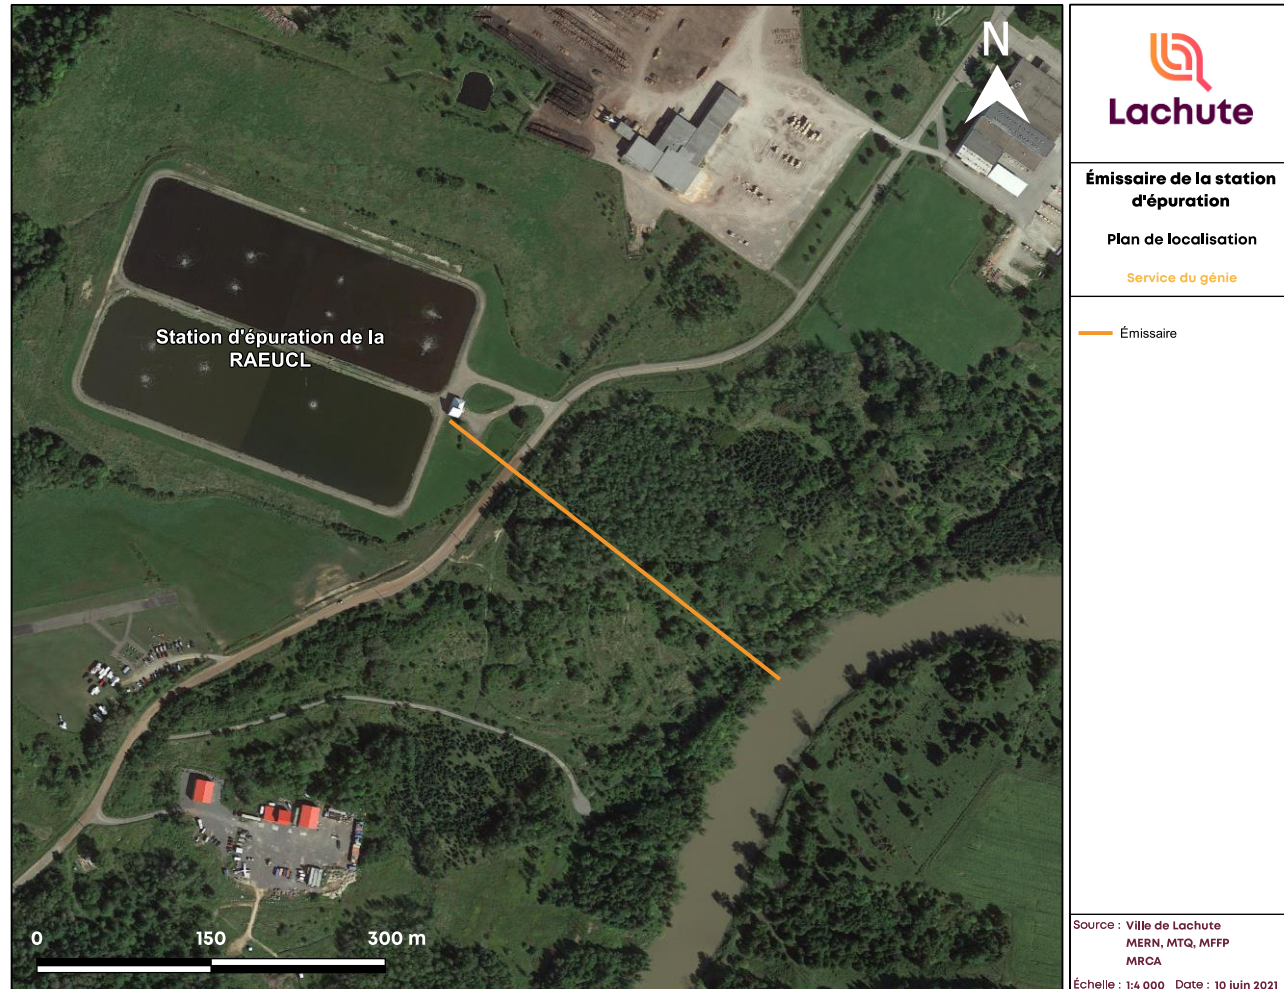 N
Station d'épuration de la
RAEUCL
0 150 300 m
Lachute
Émissaire de la station
d'épuration
Plan de localisation
Service du génie
Émissaire
Source : Ville de Lachute
MERN, MTQ, MFFP
MRCA
Échelle : 1:4 000 Date : 10 juin 2021